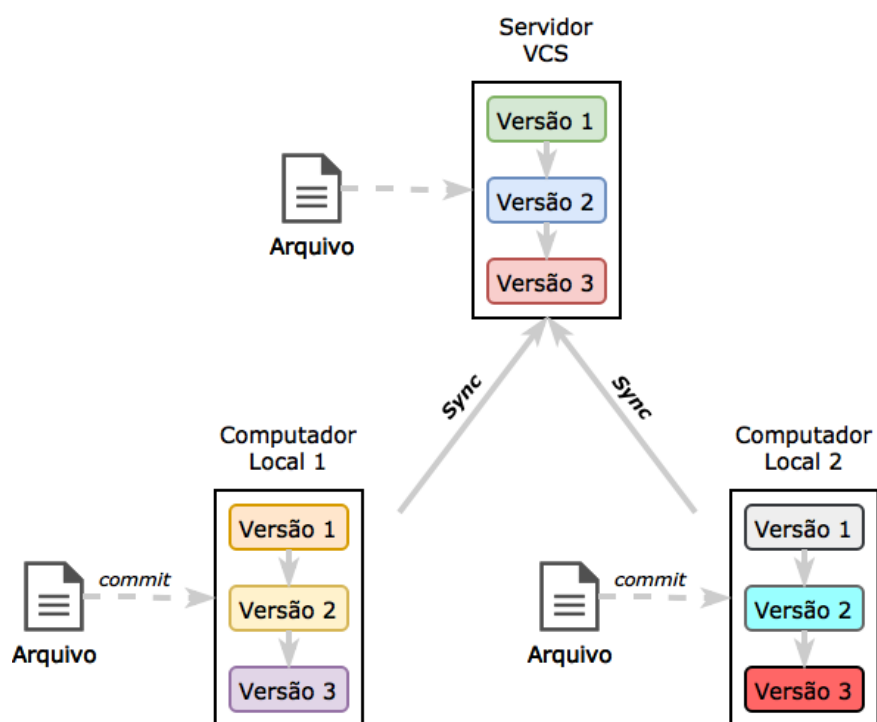 Servidor
VCS
Versão 1
Versão 2
Versão 3
Arquivo
Sync
Sync
Computador
Local 1
Versão 1
Versão 2
Versão 3
commit
Arquivo
Computador
Local 2
Versão 1
Versão 2
Versão 3
commit
Arquivo